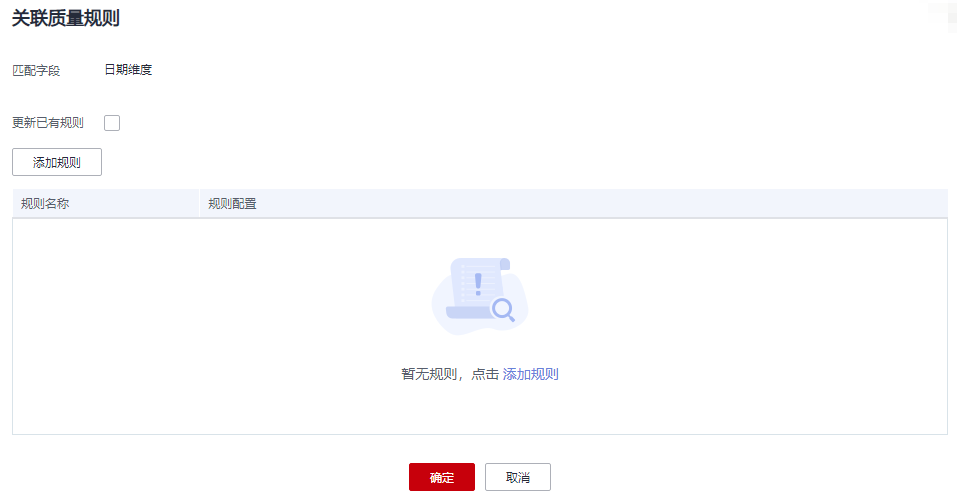 关联质量规则
匹配字段 日期维度
更新已有规则
添加规则
规则名称 规则配置
暂无规则，点击 添加规则
确定 取消